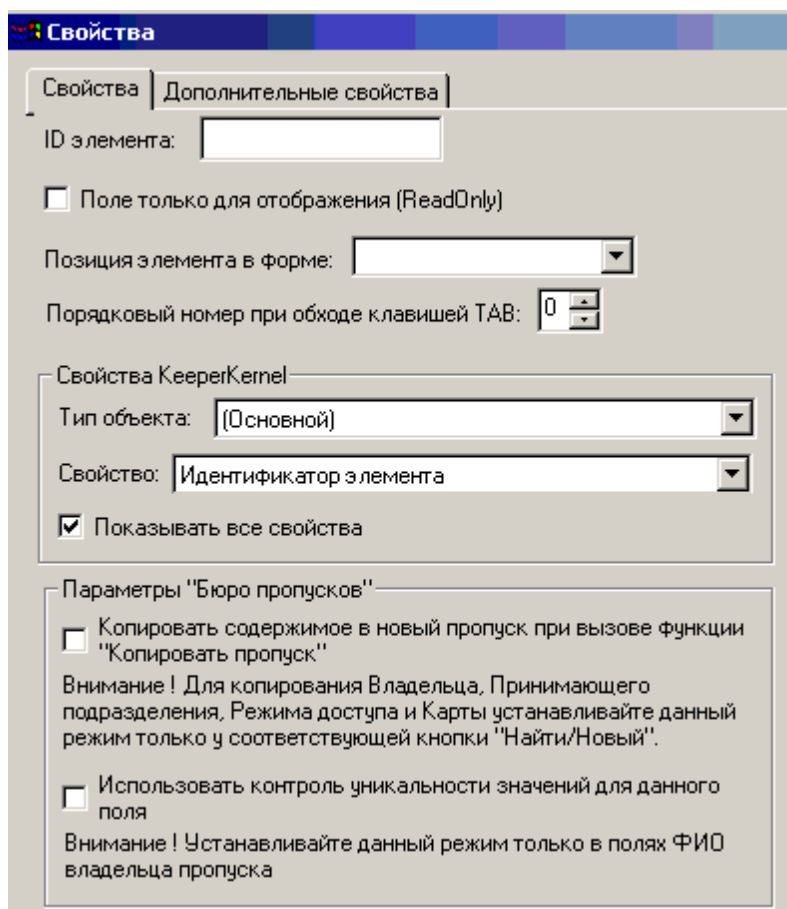 Свойства
Свойства Дополнительные свойства
ID элемента:
Поле только для отображения (ReadOnly)
Позиция элемента в форме:
Порядковый номер при обходе клавишей TAB: 0
Свойства KeeperKernel
Тип объекта: (Основной)
Свойство: Идентификатор элемента
Показывать все свойства
Параметры "Бюро пропусков"
Копировать содержимое в новый пропуск при вызове функции
"Копировать пропуск"
Внимание ! Для копирования Владельца, Принимающего
подразделения, Режима доступа и Карты устанавливайте данный
режим только у соответствующей кнопки "Найти/Новый".
Использовать контроль уникальности значений для данного
поля
Внимание ! Устанавливайте данный режим только в полях ФИО
владельца пропуска